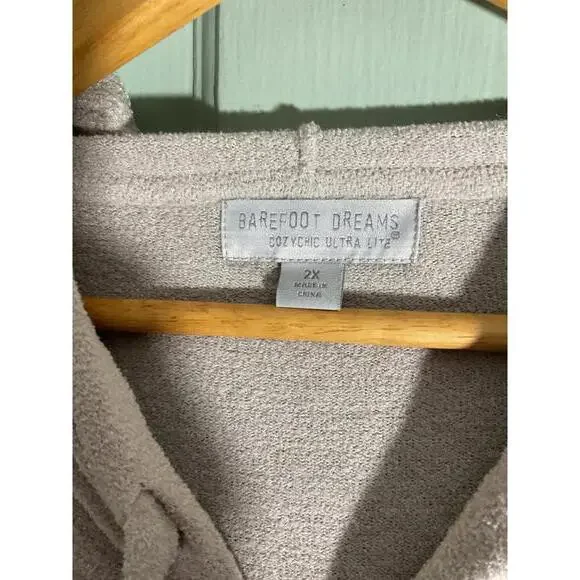 BAREFOOT DREAMS
COZYCHIC ULTRA LITE®
2X
MADE IN
CHINA